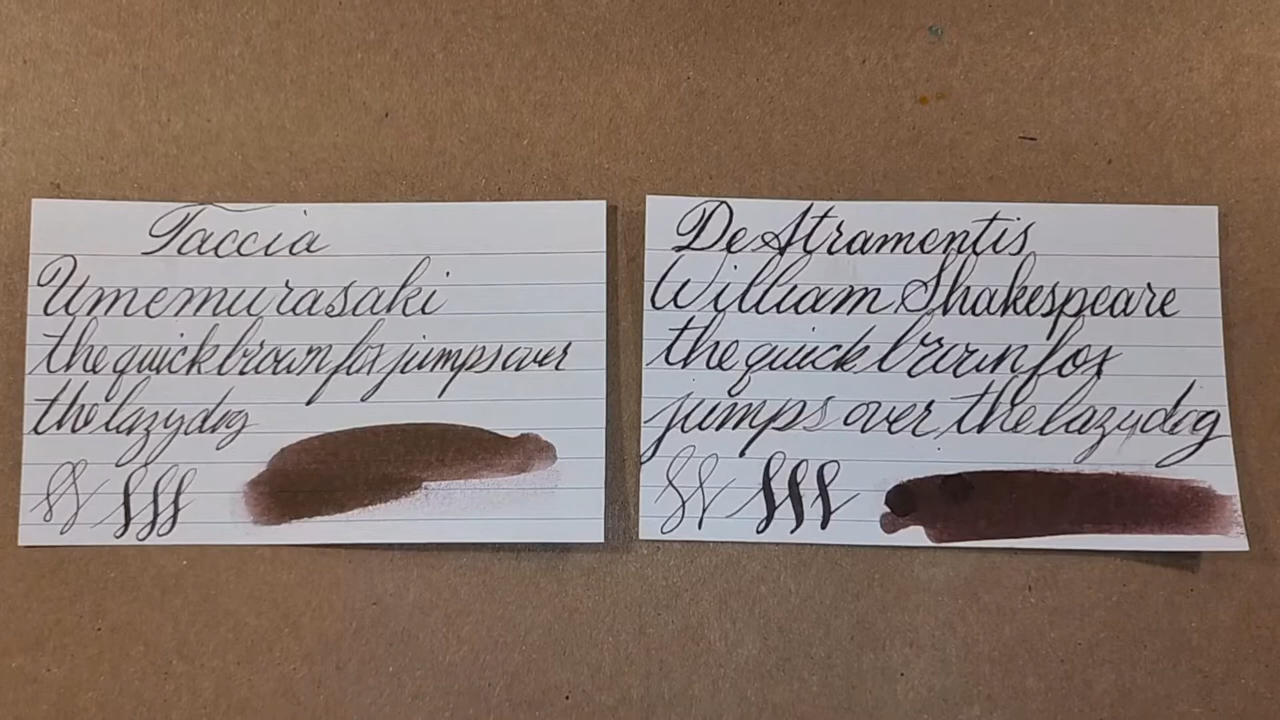 Taccia
Umemurasaki
the quick brown fox jumps over
the lazy dog
De Atramentis
William Shakespeare
the quick brown fox
jumps over the lazy dog